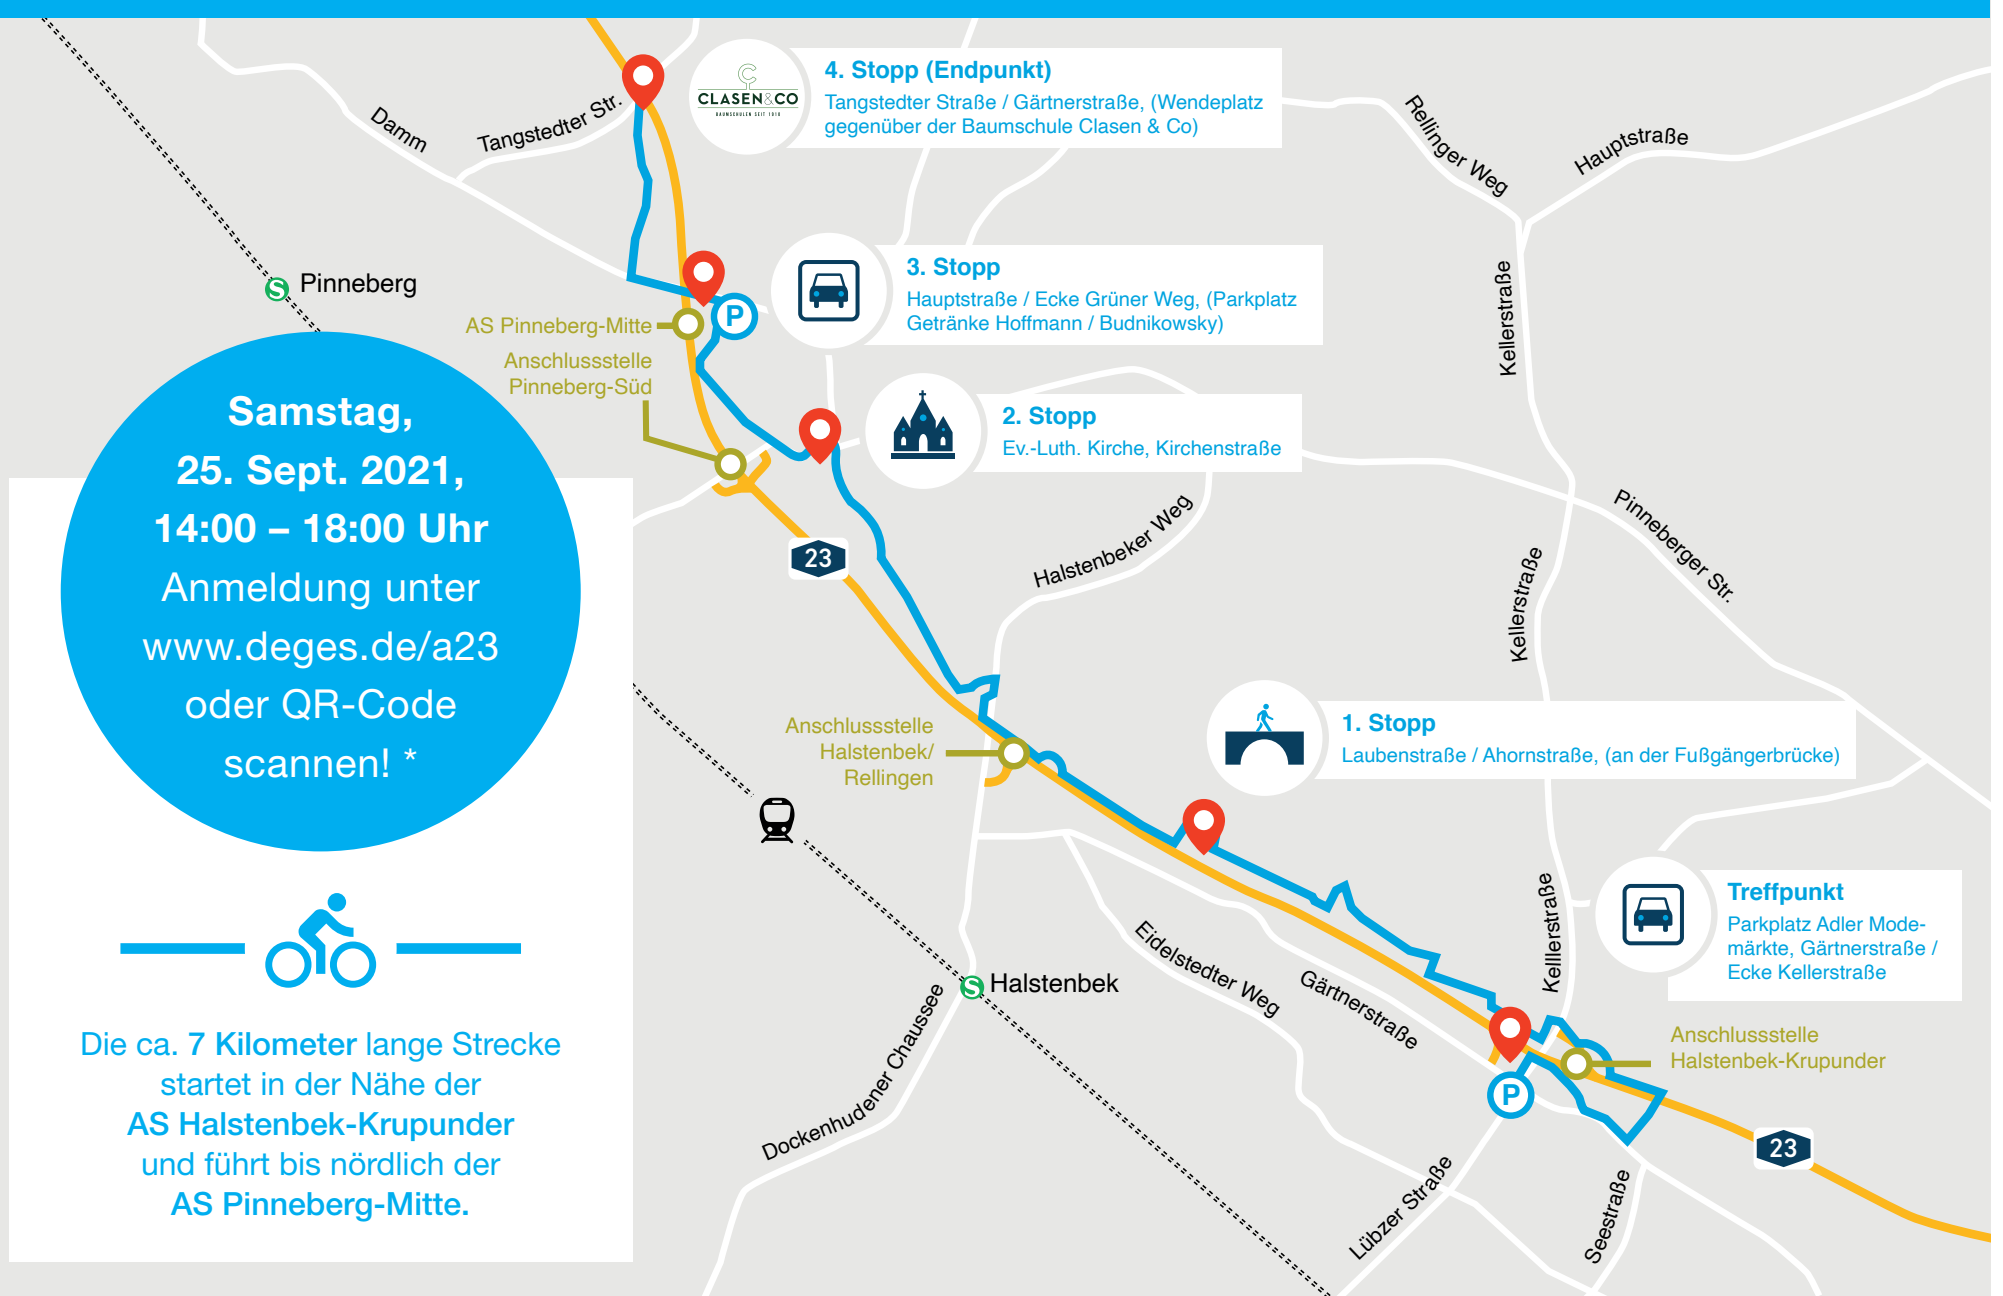 4. Stopp (Endpunkt)
Tangstedter Straße / Gärtnerstraße, (Wendeplatz
gegenüber der Baumschule Clasen & Co)
C
CLASEN&CO
BAUMSCHULEN SEIT 1910
Damm
Tangstedter Str.
Rellinger Weg
Hauptstraße
3. Stopp
Hauptstraße / Ecke Grüner Weg, (Parkplatz
Getränke Hoffmann / Budnikowsky)
Kellerstraße
S Pinneberg
P
AS Pinneberg-Mitte
Anschlussstelle
Pinneberg-Süd
2. Stopp
Ev.-Luth. Kirche, Kirchenstraße
Samstag,
25. Sept. 2021,
14:00 – 18:00 Uhr
Anmeldung unter
www.deges.de/a23
oder QR-Code
scannen! *
23
Halstenbeker Weg
Pinneberger Str.
Kellerstraße
Anschlussstelle
Halstenbek/
Rellingen
1. Stopp
Laubenstraße / Ahornstraße, (an der Fußgängerbrücke)
Treffpunkt
Parkplatz Adler Mode-
märkte, Gärtnerstraße /
Ecke Kellerstraße
Kelllerstraße
Eidelstedter Weg
Gärtnerstraße
S Halstenbek
Dockenhudener Chaussee
Anschlussstelle
Halstenbek-Krupunder
P
23
Lübzer Straße
Seestraße
Die ca. 7 Kilometer lange Strecke
startet in der Nähe der
AS Halstenbek-Krupunder
und führt bis nördlich der
AS Pinneberg-Mitte.